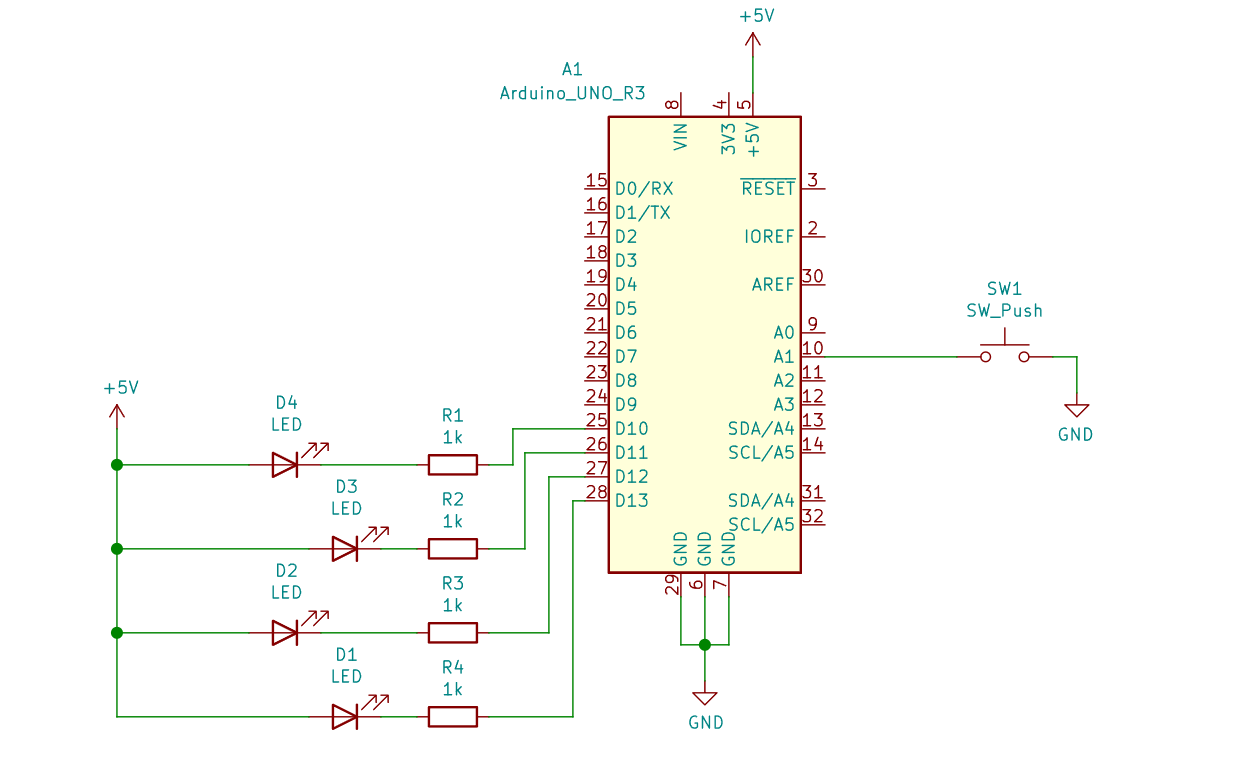 +5V
A1
Arduino_UNO_R3
8
4
5
VIN
3V3
+5V
15
D0/RX
RESET
3
16
D1/TX
17
D2
IOREF
2
18
D3
19
D4
AREF
30
20
D5
21
D6
A0
9
22
D7
A1
10
23
D8
A2
11
24
D9
A3
12
25
D10
SDA/A4
13
26
D11
SCL/A5
14
27
D12
28
D13
SDA/A4
31
SCL/A5
32
GND
GND
GND
29
6
7
GND
SW1
SW_Push
GND
+5V
D4
LED
R1
1k
D3
LED
R2
1k
D2
LED
R3
1k
D1
LED
R4
1k